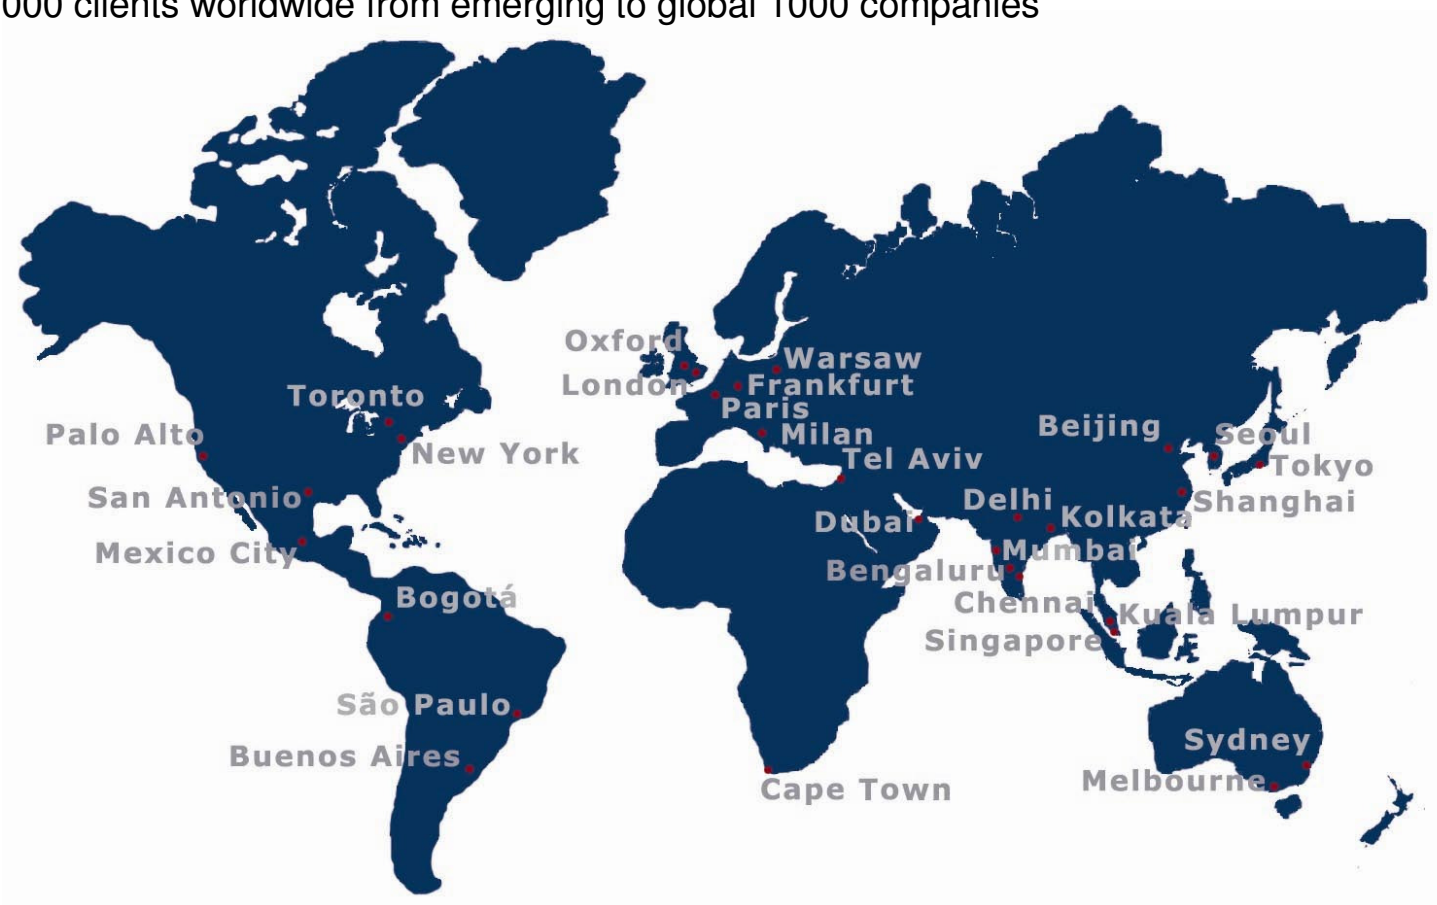 000 clients worldwide from emerging to global 1000 companies
Oxford
Warsaw
London
Frankfurt
Toronto
Paris
Palo Alto
New York
Milan
Beijing
Seoul
Tel Aviv
Tokyo
San Antonio
Delhi
Shanghai
Dubai
Kolkata
Mexico City
Mumbai
Bengaluru
Bogotá
Chennai
Kuala Lumpur
Singapore
São Paulo
Sydney
Buenos Aires
Melbourne
Cape Town